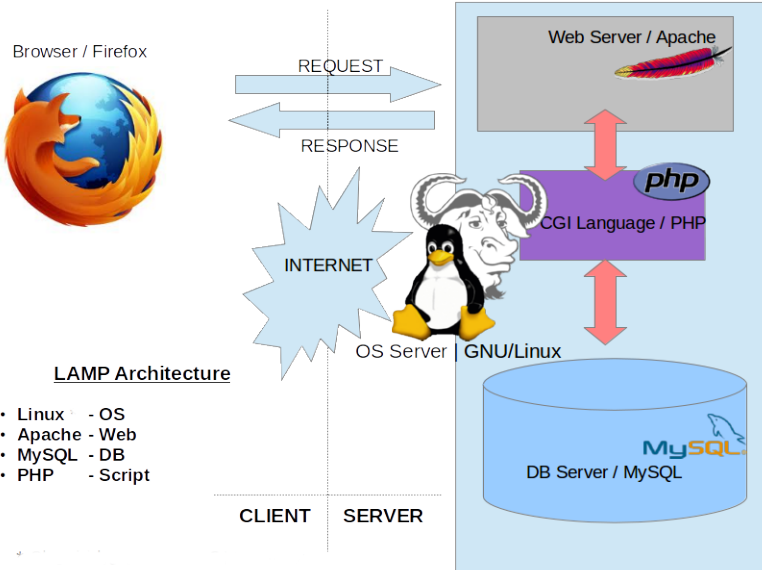 Browser / Firefox
REQUEST
RESPONSE
Web Server / Apache
php
CGI Language / PHP
INTERNET
OS Server | GNU/Linux
LAMP Architecture
• Linux - OS
• Apache - Web
• MySQL - DB
• PHP - Script
MySQL
DB Server / MySQL
CLIENT
SERVER